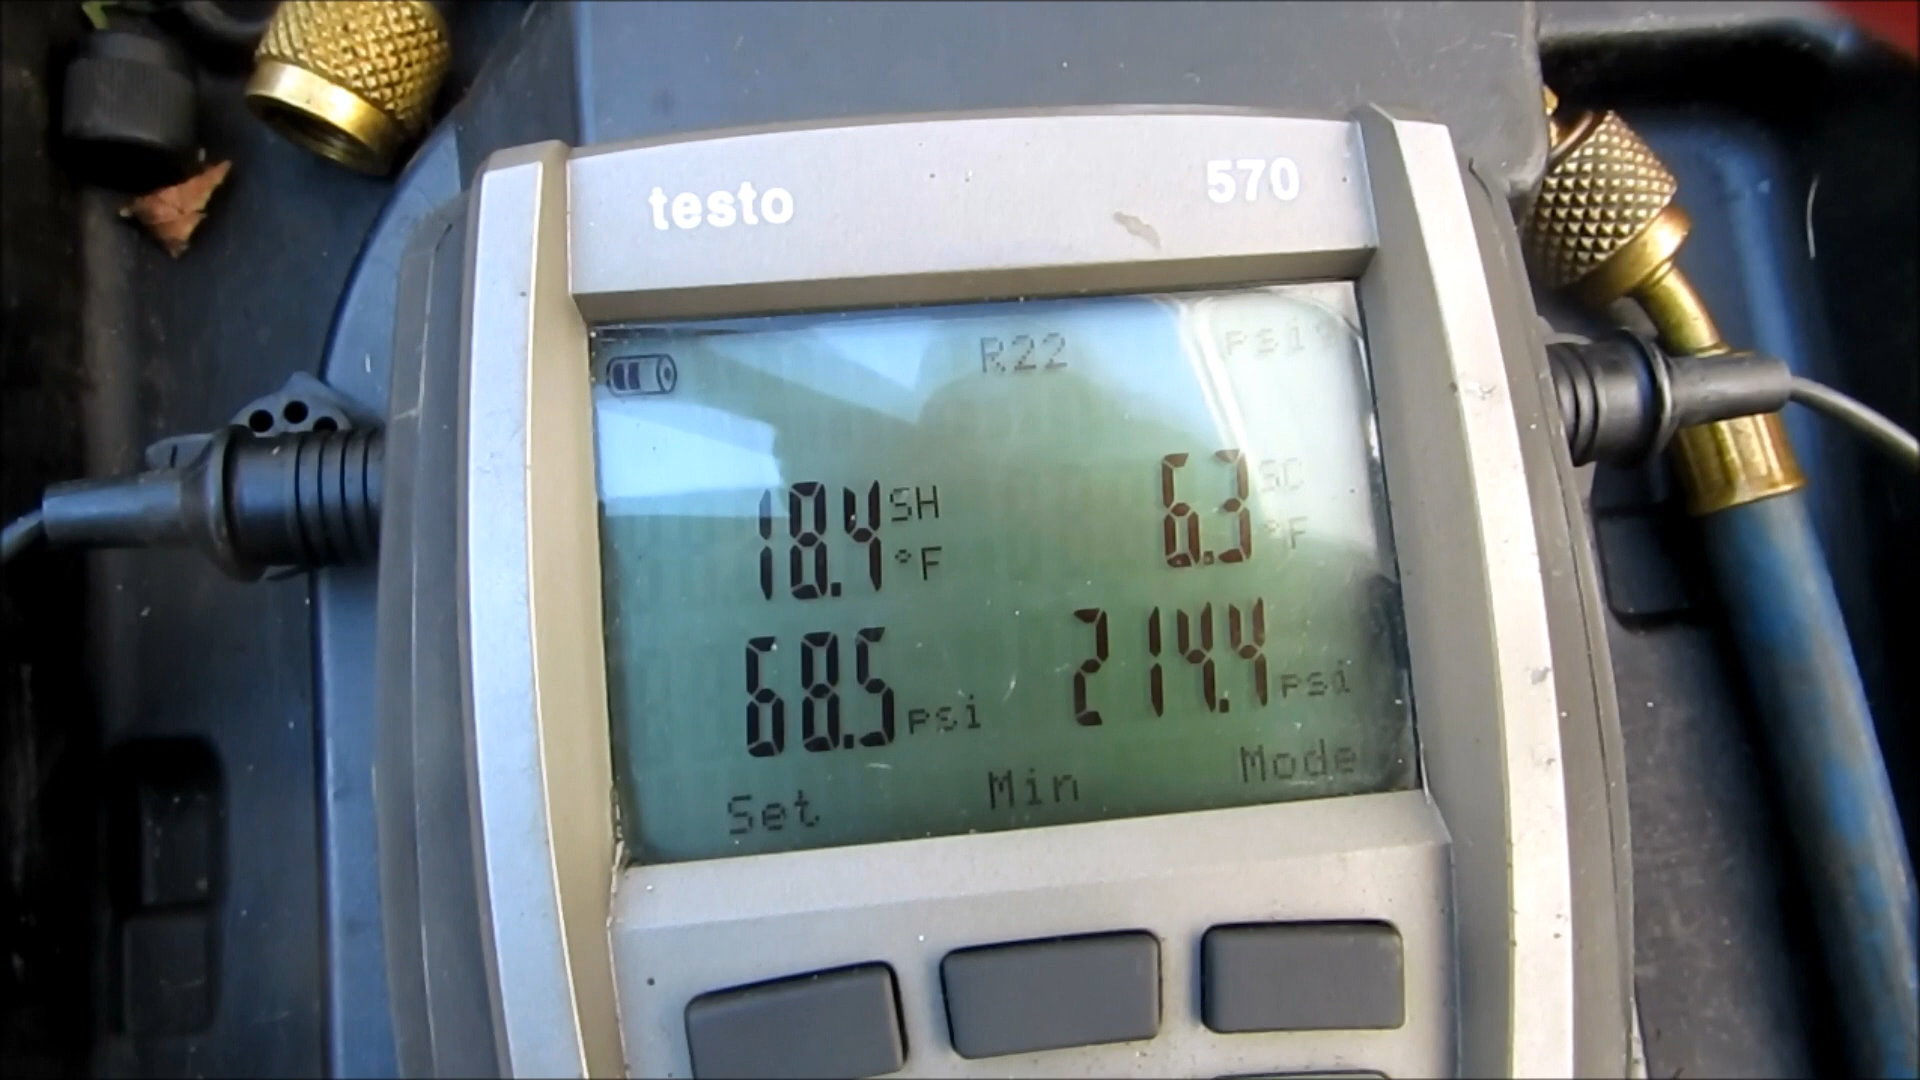 testo 570
R22 psi
18.4 SH °F 6.3 SC °F
68.5 psi 214.4 psi
Set Min Mode